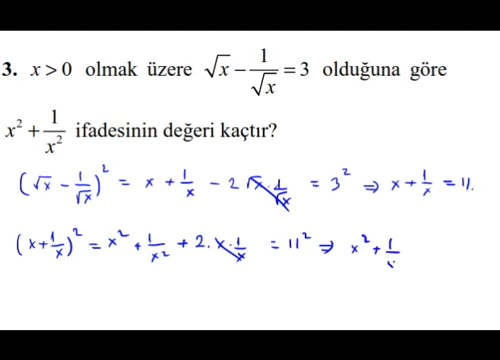 3. x > 0 olmak üzere √x − 1/√x = 3 olduğuna göre
x² + 1/x² ifadesinin değeri kaçtır?
(√x − 1/√x)² = x + 1/x − 2 √x · 1/√x = 3² ⇒ x + 1/x = 11.
(x + 1/x)² = x² + 1/x² + 2 · x · 1/x = 11² ⇒ x² + 1/